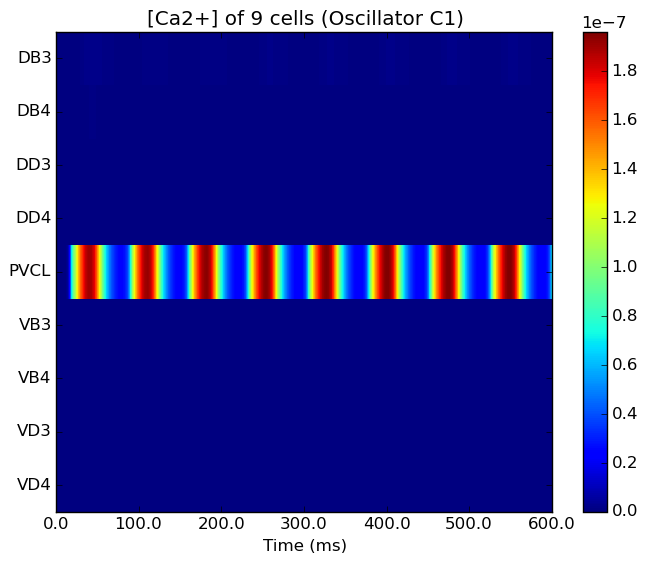 [Ca2+] of 9 cells (Oscillator C1)
1e−7
DB3
DB4
DD3
DD4
PVCL
VB3
VB4
VD3
VD4
0.0 100.0 200.0 300.0 400.0 500.0 600.0
Time (ms)
1.8
1.6
1.4
1.2
1.0
0.8
0.6
0.4
0.2
0.0